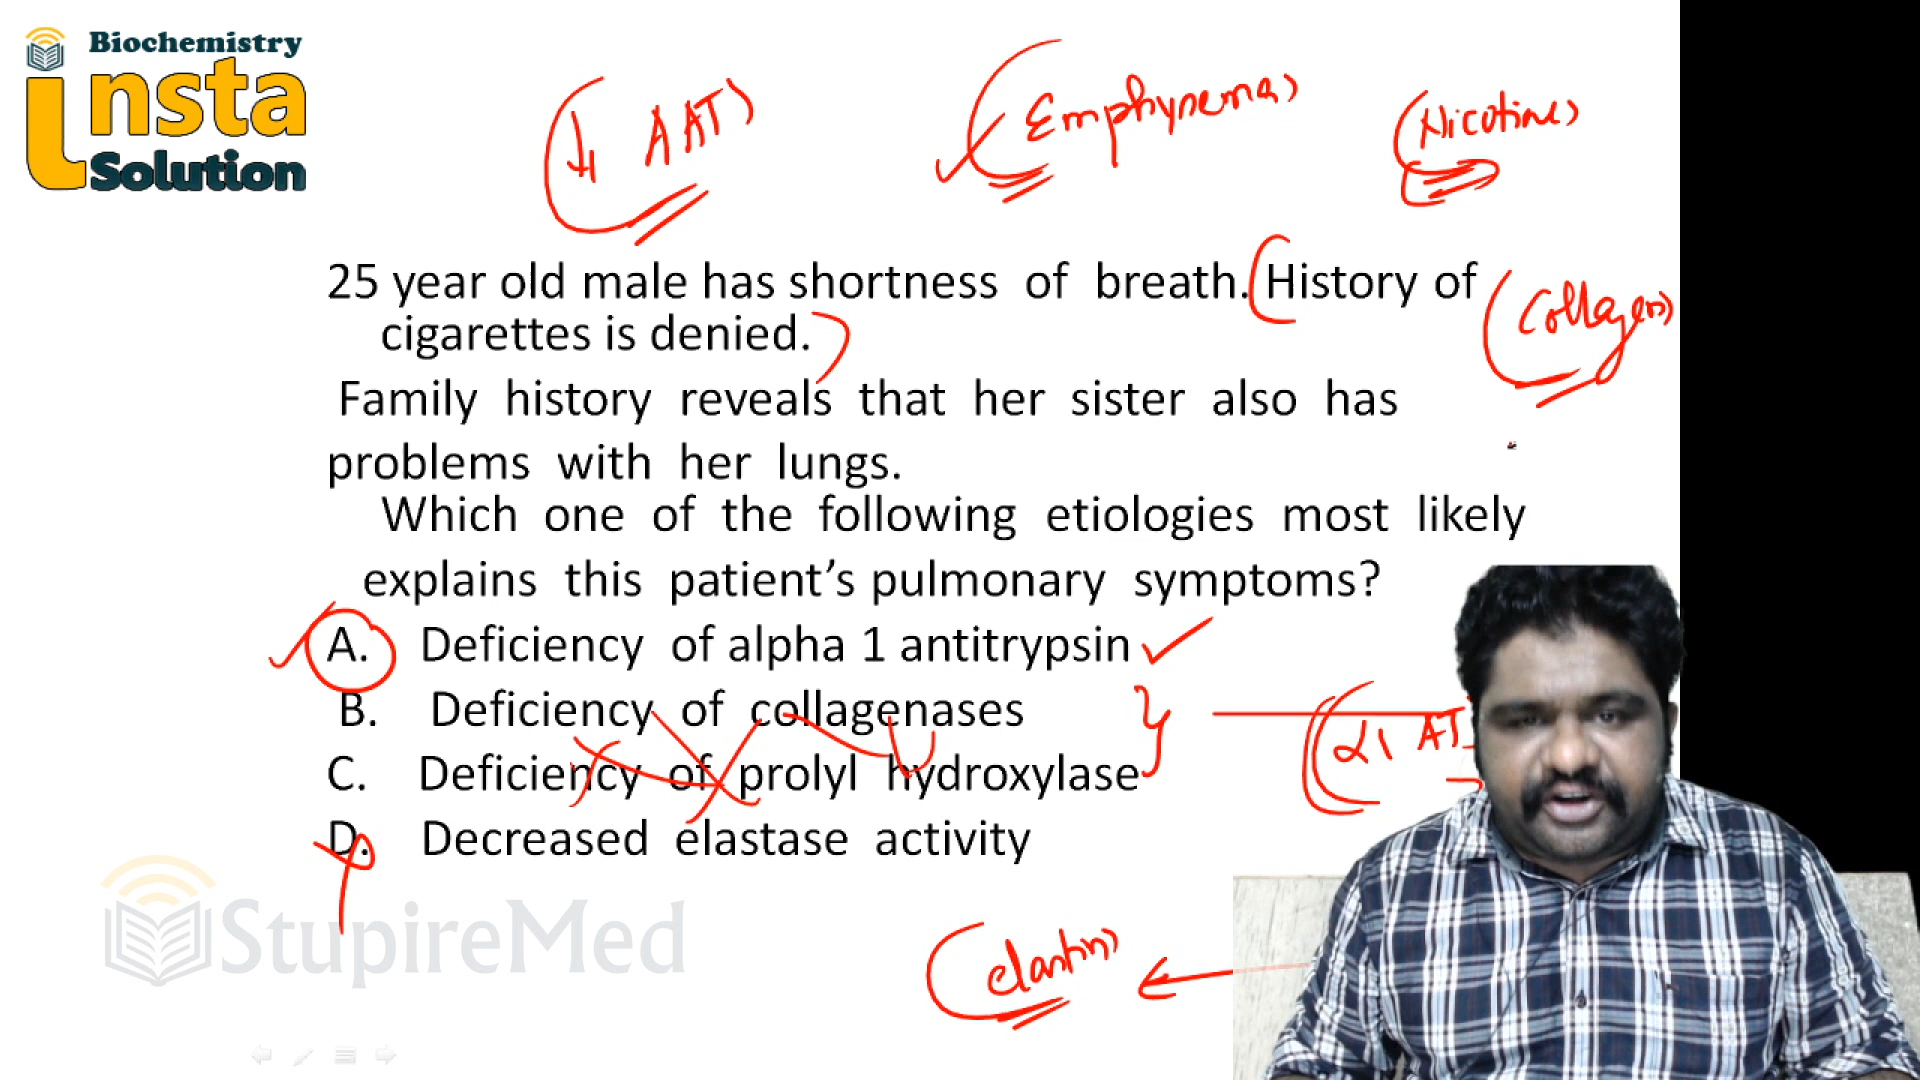 Biochemistry
insta
Solution
↓ AAT
Emphysema
Nicotine
25 year old male has shortness of breath. History of
cigarettes is denied.
Collagen
Family history reveals that her sister also has
problems with her lungs.
Which one of the following etiologies most likely
explains this patient’s pulmonary symptoms?
A. Deficiency of alpha 1 antitrypsin
B. Deficiency of collagenases
α1 AT
C. Deficiency of prolyl hydroxylase
D. Decreased elastase activity
StupireMed
elastin